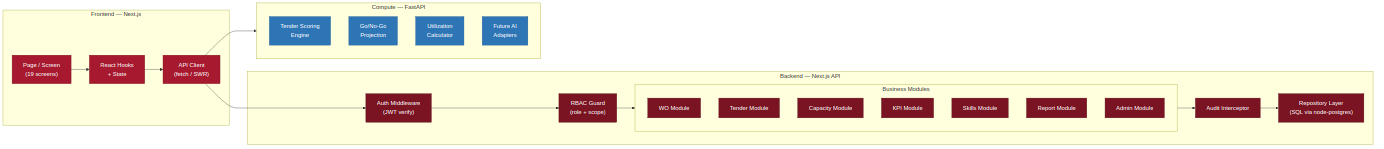 Frontend — Next.js
Page / Screen
(19 screens)
React Hooks
+ State
API Client
(fetch / SWR)
Compute — FastAPI
Tender Scoring
Engine
Go/No-Go
Projection
Utilization
Calculator
Future AI
Adapters
Backend — Next.js API
Auth Middleware
(JWT verify)
RBAC Guard
(role + scope)
Business Modules
WO Module
Tender Module
Capacity Module
KPI Module
Skills Module
Report Module
Admin Module
Audit Interceptor
Repository Layer
(SQL via node-postgres)